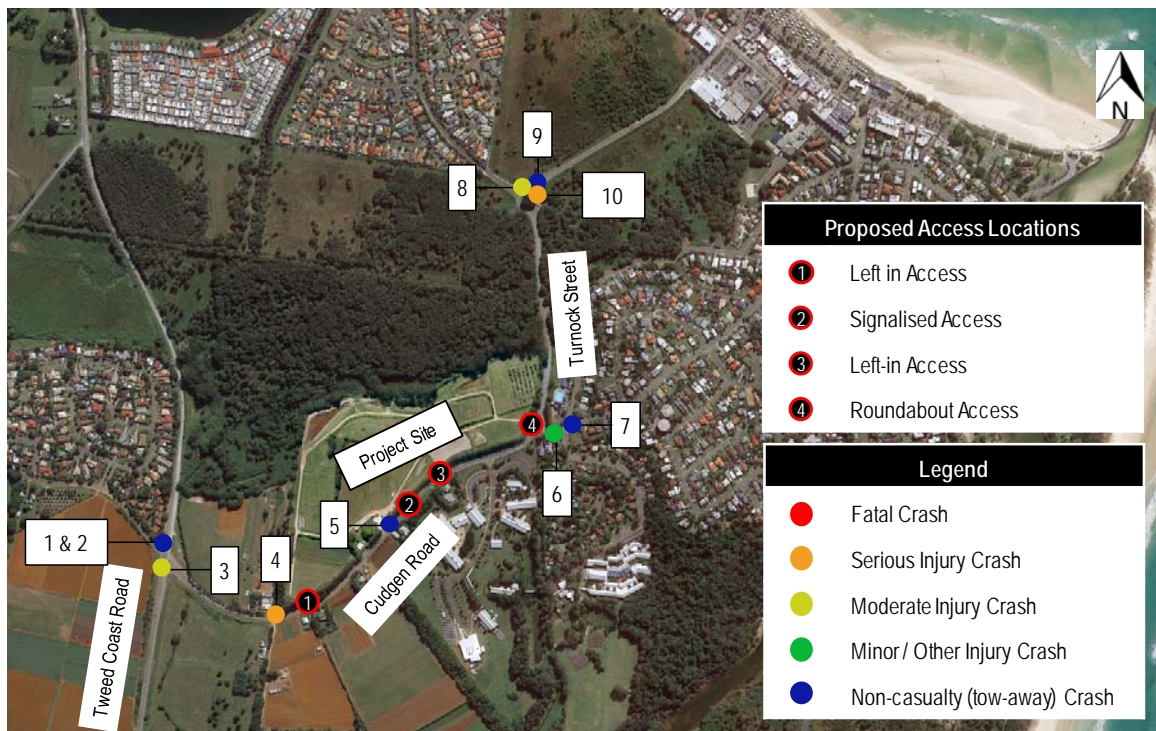 N
9
8
10
Turnock Street
Proposed Access Locations
1 Left in Access
2 Signalised Access
3 Left-in Access
4 Roundabout Access
Project Site
4
7
3
6
2
5
1 & 2
3
4
1
Cudgen Road
Tweed Coast Road
Legend
Fatal Crash
Serious Injury Crash
Moderate Injury Crash
Minor / Other Injury Crash
Non-casualty (tow-away) Crash